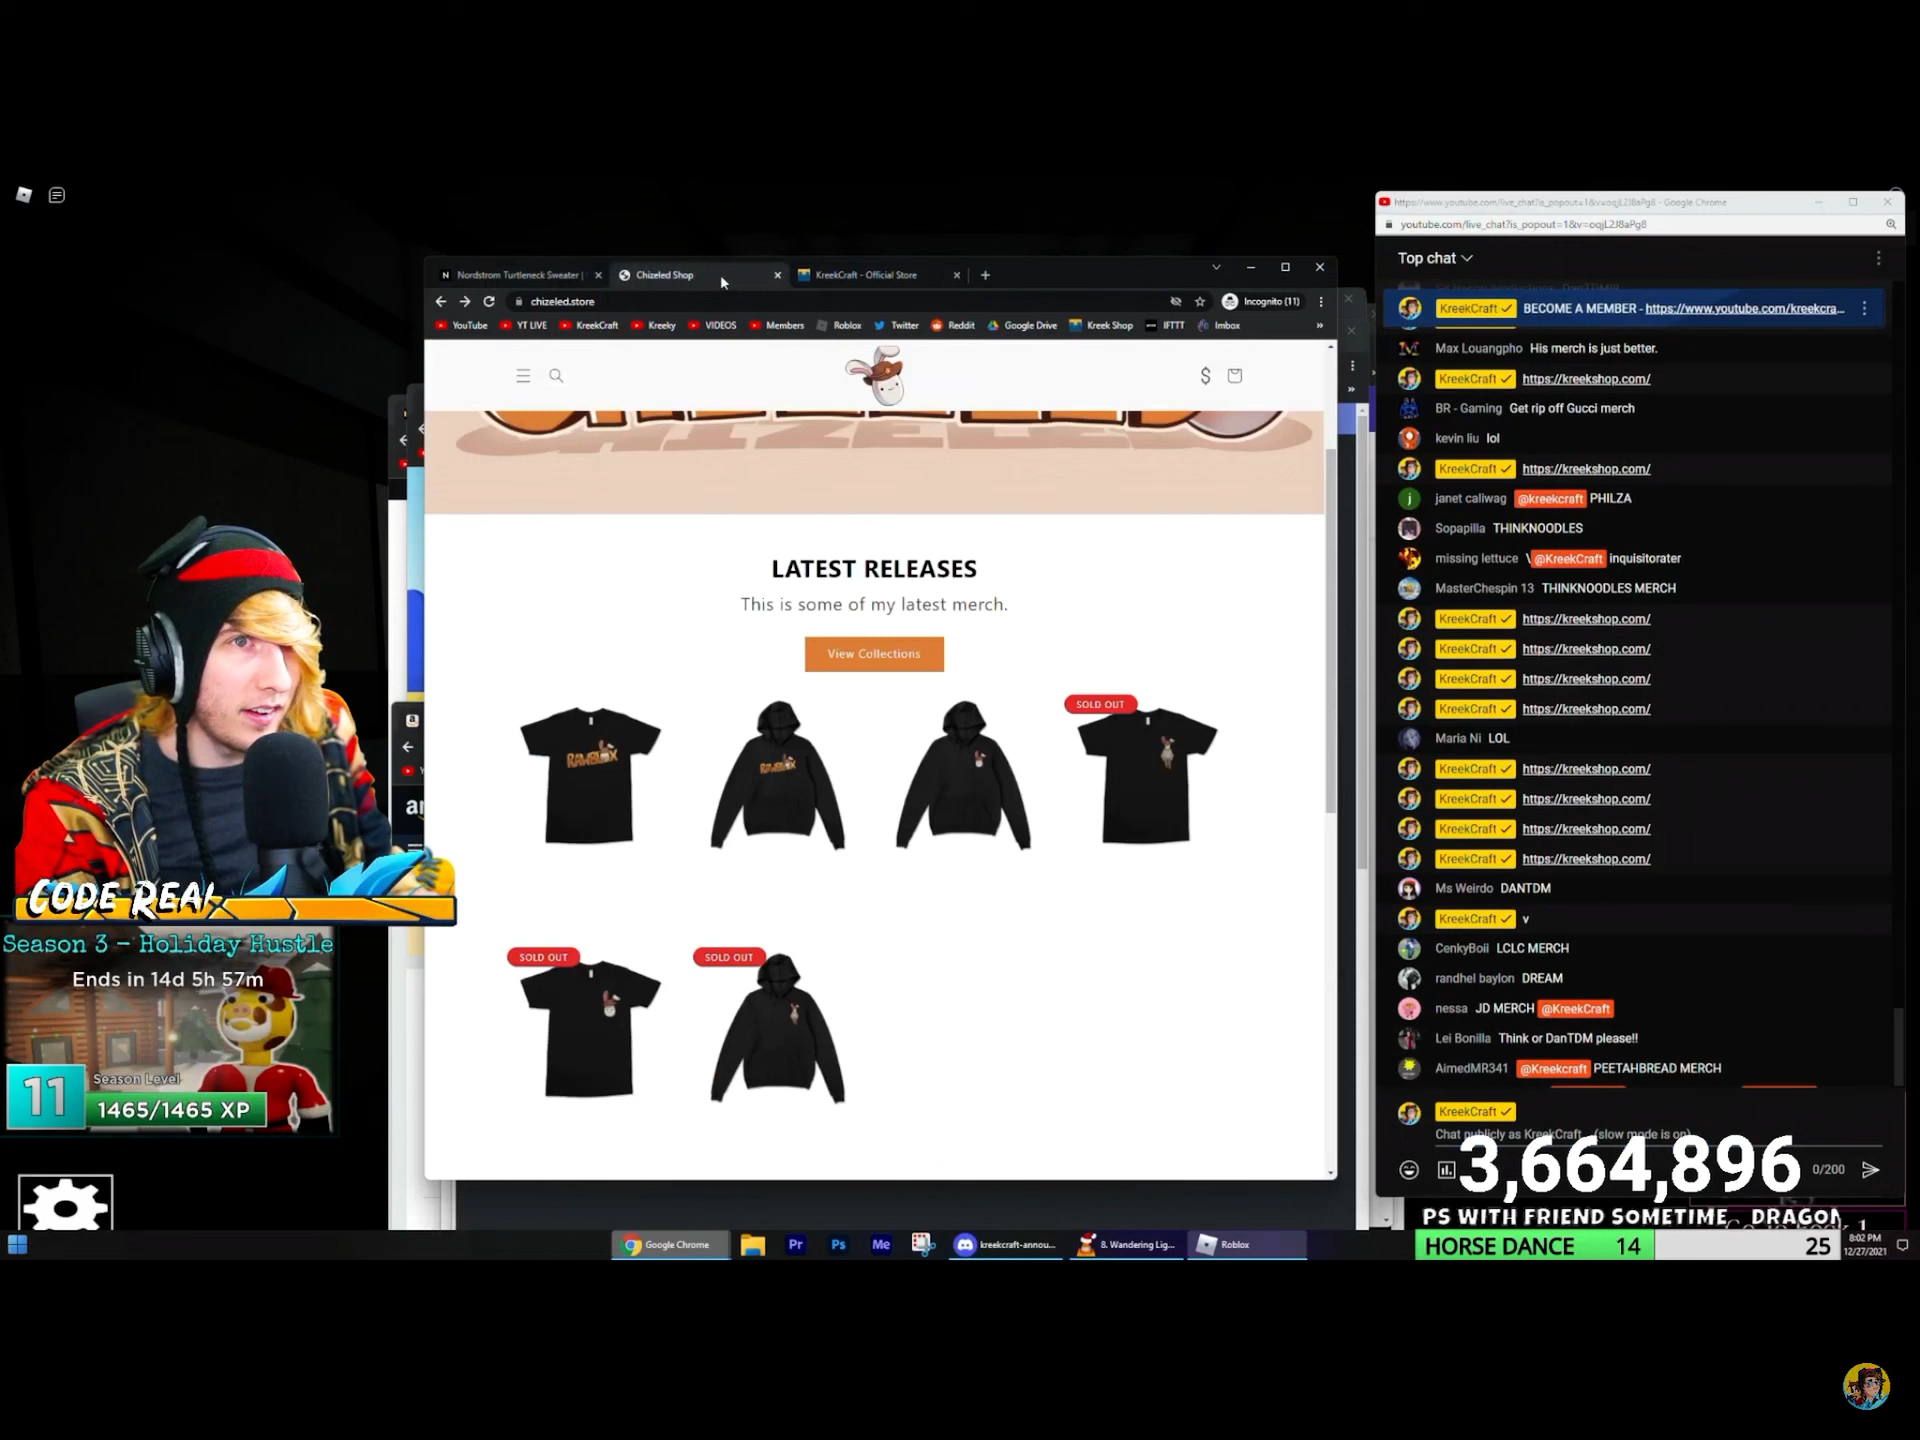 https://www.youtube.com/live_chat?is_popout=1&v=oqjL2J8aPg8 - Google Chrome
youtube.com/live_chat?is_popout=1&v=oqjL2J8aPg8
Top chat
KreekCraft BECOME A MEMBER - https://www.youtube.com/kreekcra...
Max Louangpho His merch is just better.
KreekCraft https://kreekshop.com/
BR - Gaming Get rip off Gucci merch
kevin liu lol
KreekCraft https://kreekshop.com/
janet caliwag @kreekcraft PHILZA
Sopapilla THINKNOODLES
missing lettuce \@KreekCraft inquisitorater
MasterChespin 13 THINKNOODLES MERCH
KreekCraft https://kreekshop.com/
KreekCraft https://kreekshop.com/
KreekCraft https://kreekshop.com/
KreekCraft https://kreekshop.com/
Maria Ni LOL
KreekCraft https://kreekshop.com/
KreekCraft https://kreekshop.com/
KreekCraft https://kreekshop.com/
KreekCraft https://kreekshop.com/
Ms Weirdo DANTDM
KreekCraft v
CenkyBoii LCLC MERCH
randhel baylon DREAM
nessa JD MERCH @KreekCraft
Lei Bonilla Think or DanTDM please!!
AimedMR341 @Kreekcraft PEETAHBREAD MERCH
KreekCraft
Chat publicly as KreekCraft... (slow mode is on)
3,664,896
0/200
PS WITH FRIEND SOMETIME DRAGON
HORSE DANCE 14 25
8:02 PM
12/27/2021
Nordstrom Turtleneck Sweater |
Chizeled Shop
KreekCraft - Official Store
chizeled.store
Incognito (11)
YouTube YT LIVE KreekCraft Kreeky VIDEOS Members Roblox Twitter Reddit Google Drive Kreek Shop IFTTT Imbox
CHIZELED
LATEST RELEASES
This is some of my latest merch.
View Collections
SOLD OUT
RAWBLOX
RAWBLOX
SOLD OUT
SOLD OUT
CODE REA
Season 3 - Holiday Hustle
Ends in 14d 5h 57m
11
Season Level
1465/1465 XP
Google Chrome
Pr
Ps
Me
kreekcraft-annou...
8. Wandering Lig...
Roblox